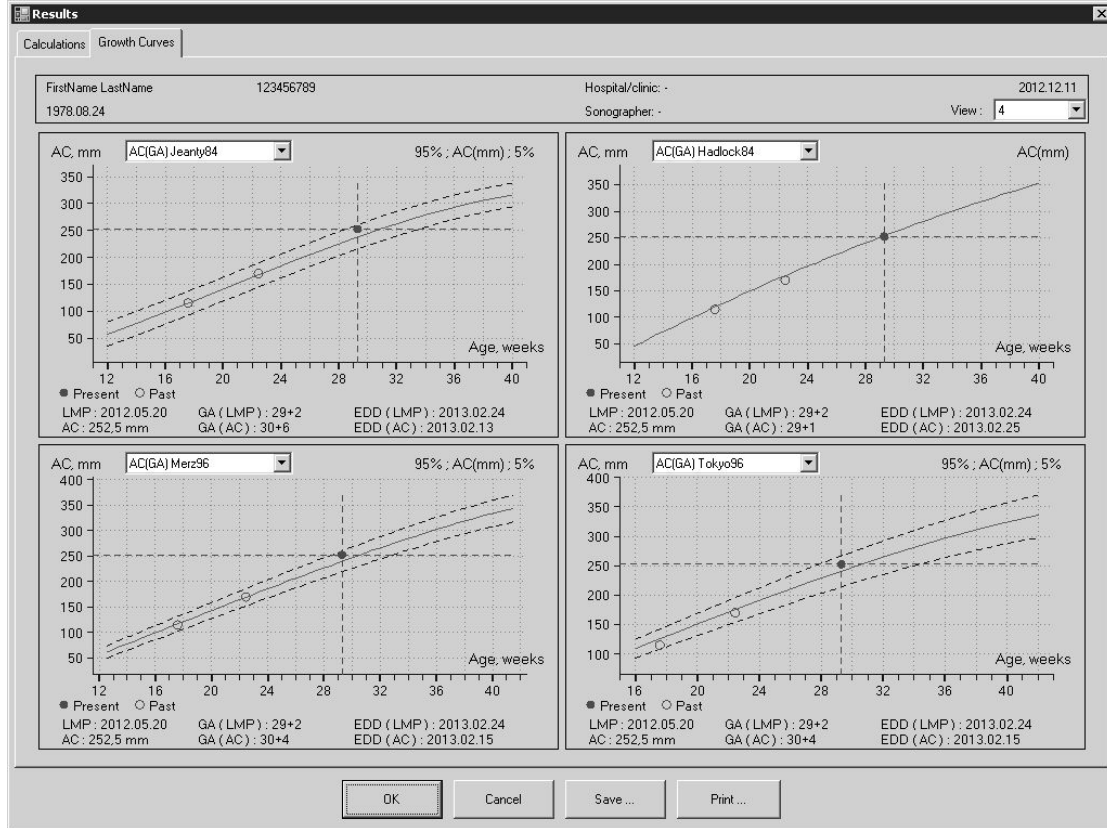 Results
Calculations Growth Curves
FirstName LastName 123456789 Hospital/clinic: - 2012.12.11
1978.08.24 Sonographer: - View : 4
AC, mm AC(GA) Jeanty84 95% ; AC(mm) ; 5%
350
300
250
200
150
100
50
Age, weeks
12 16 20 24 28 32 36 40
Present Past
LMP : 2012.05.20 GA ( LMP ) : 29+2 EDD ( LMP ) : 2013.02.24
AC : 252,5 mm GA ( AC ) : 30+6 EDD ( AC ) : 2013.02.13
AC, mm AC(GA) Hadlock84 AC(mm)
350
300
250
200
150
100
50
Age, weeks
12 16 20 24 28 32 36 40
Present Past
LMP : 2012.05.20 GA ( LMP ) : 29+2 EDD ( LMP ) : 2013.02.24
AC : 252,5 mm GA ( AC ) : 29+1 EDD ( AC ) : 2013.02.25
AC, mm AC(GA) Merz96 95% ; AC(mm) ; 5%
400
350
300
250
200
150
100
50
Age, weeks
12 16 20 24 28 32 36 40
Present Past
LMP : 2012.05.20 GA ( LMP ) : 29+2 EDD ( LMP ) : 2013.02.24
AC : 252,5 mm GA ( AC ) : 30+4 EDD ( AC ) : 2013.02.15
AC, mm AC(GA) Tokyo96 95% ; AC(mm) ; 5%
400
350
300
250
200
150
100
Age, weeks
16 20 24 28 32 36 40
Present Past
LMP : 2012.05.20 GA ( LMP ) : 29+2 EDD ( LMP ) : 2013.02.24
AC : 252,5 mm GA ( AC ) : 30+4 EDD ( AC ) : 2013.02.15
OK Cancel Save ... Print ...